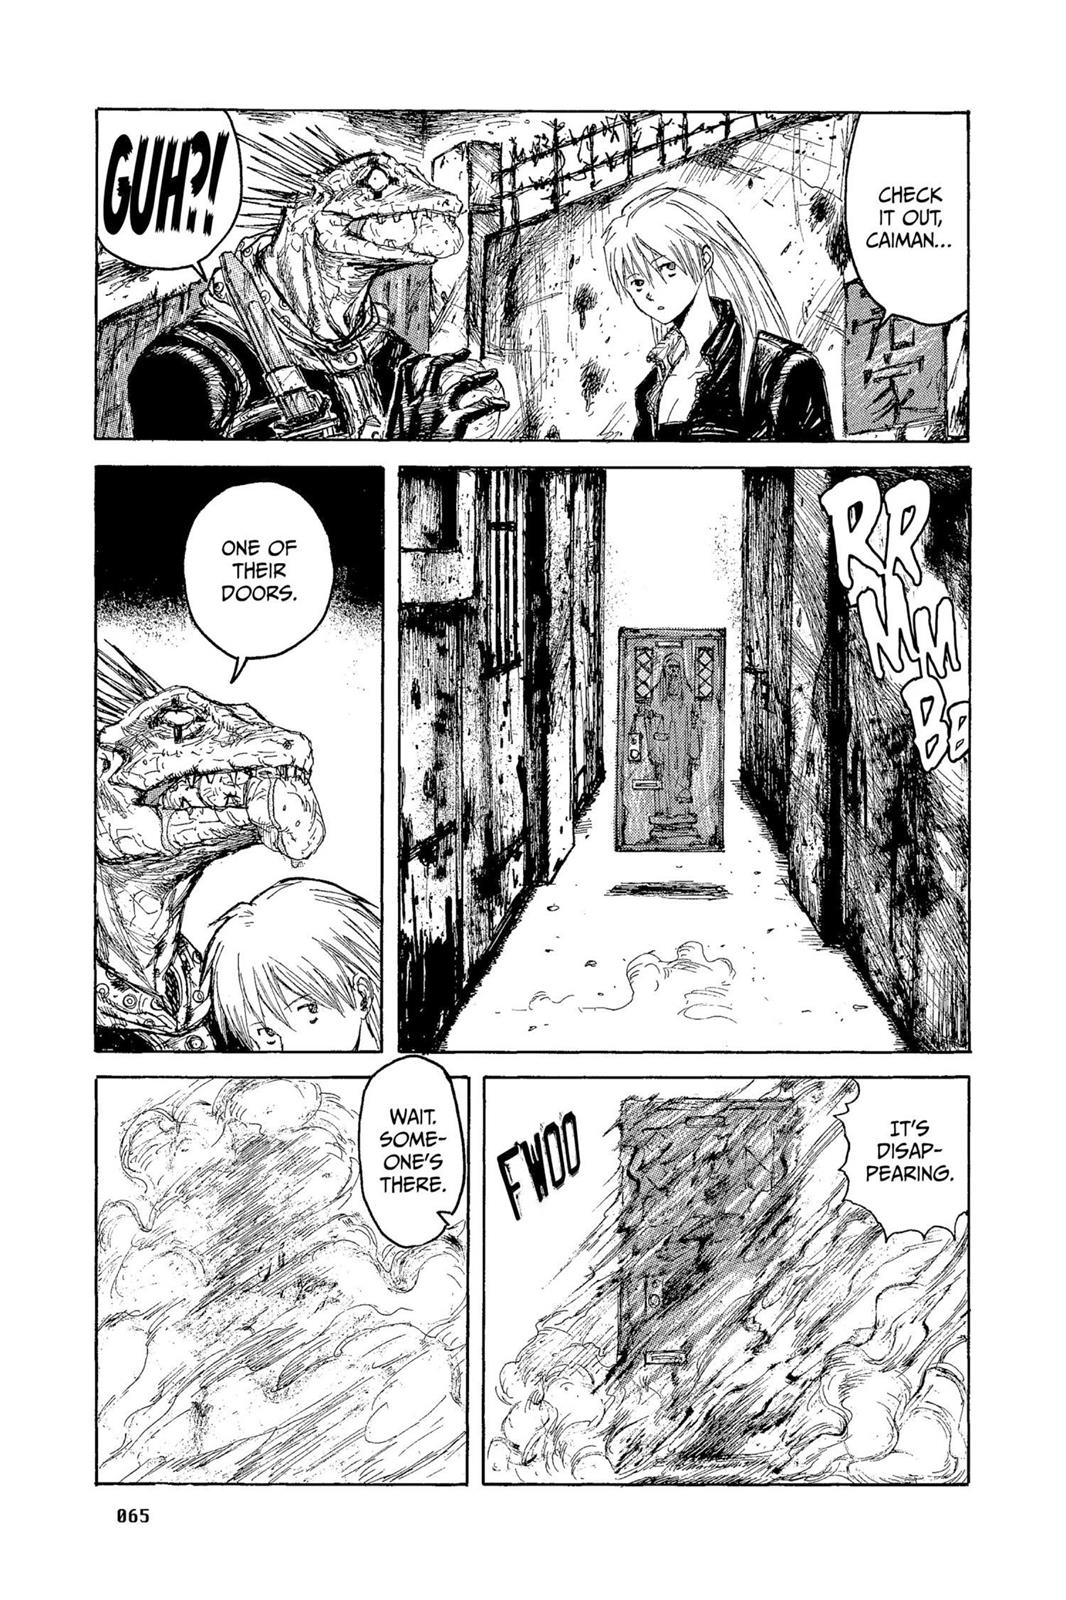 CHECK
IT OUT,
CAIMAN...
GUH?!
RR
MM
BB
ONE OF
THEIR
DOORS.
IT'S
DISAP-
PEARING.
FWOO
WAIT.
SOME-
ONE'S
THERE.
065